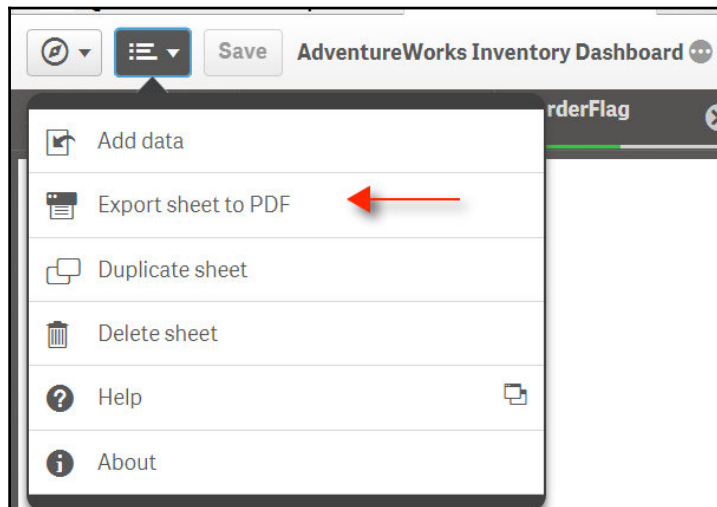 Save AdventureWorks Inventory Dashboard
rderFlag
Add data
Export sheet to PDF
Duplicate sheet
Delete sheet
Help
About